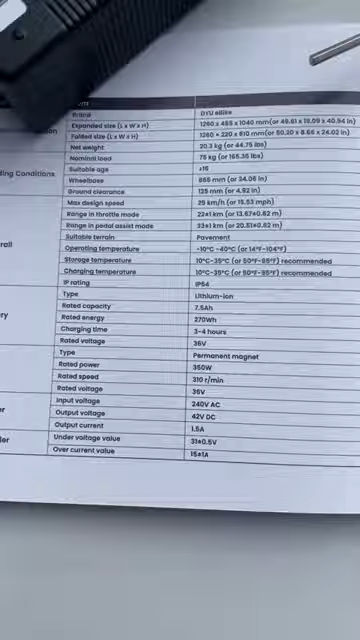 Brand DYU ebike
Expanded size (L x W x H) 1260 x 455 x 1040 mm(or 49.61 x 18.09 x 40.94 in)
Folded size (L x W x H) 1260 x 220 x 610 mm(or 50.20 x 8.66 x 24.02 in)
Net weight 20.3 kg (or 44.75 lbs)
ding Conditions Nominal load 75 kg (or 165.35 lbs)
Suitable age ≥16
Wheelbase 865 mm (or 34.06 in)
Ground clearance 125 mm (or 4.92 in)
Max design speed 25 km/h (or 15.53 mph)
Range in throttle mode 22±1 km (or 13.67±0.62 m)
Range in pedal assist mode 33±1 km (or 20.51±0.62 m)
Suitable terrain Pavement
rall Operating temperature -10°C -40°C (or 14°F-104°F)
Storage temperature 10°C-35°C (or 50°F-95°F) recommended
Charging temperature 10°C-35°C (or 50°F-95°F) recommended
IP rating IP54
Type Lithium-ion
Rated capacity 7.5Ah
ry Rated energy 270Wh
Charging time 3-4 hours
Rated voltage 36V
Type Permanent magnet
Rated power 350W
Rated speed 310 r/min
Rated voltage 36V
Input voltage 240V AC
er Output voltage 42V DC
Output current 1.5A
ler Under voltage value 31±0.5V
Over current value 15±1A